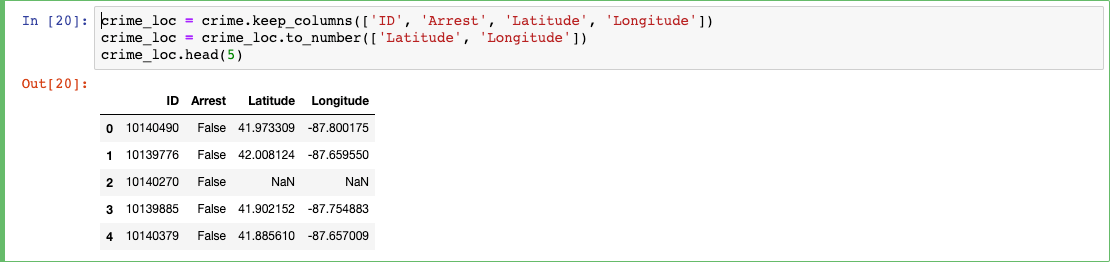 In [20]: crime_loc = crime.keep_columns(['ID', 'Arrest', 'Latitude', 'Longitude'])
crime_loc = crime_loc.to_number(['Latitude', 'Longitude'])
crime_loc.head(5)
Out[20]:
ID Arrest Latitude Longitude
0 10140490 False 41.973309 -87.800175
1 10139776 False 42.008124 -87.659550
2 10140270 False NaN NaN
3 10139885 False 41.902152 -87.754883
4 10140379 False 41.885610 -87.657009